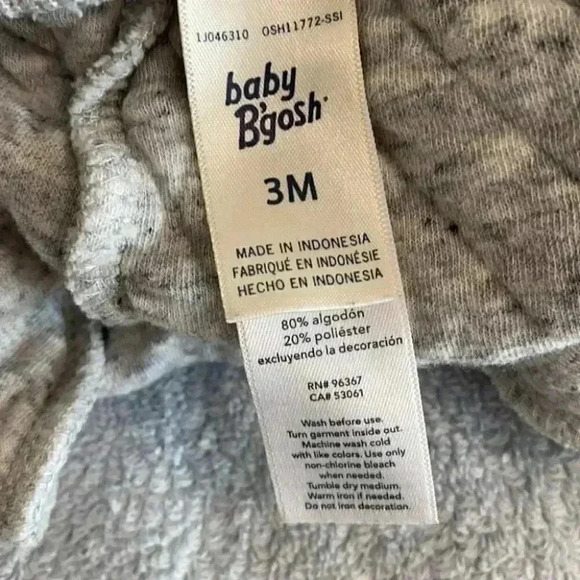 1J046310 OSH11772-SSI
baby
B'gosh
3M
MADE IN INDONESIA
FABRIQUÉ EN INDONÉSIE
HECHO EN INDONESIA
80% algodón
20% poliéster
excluyendo la decoración
RN# 96367
CA# 53061
Wash before use.
Turn garment inside out.
Machine wash cold
with like colors. Use only
non-chlorine bleach
when needed.
Tumble dry medium.
Warm iron if needed.
Do not iron decoration.